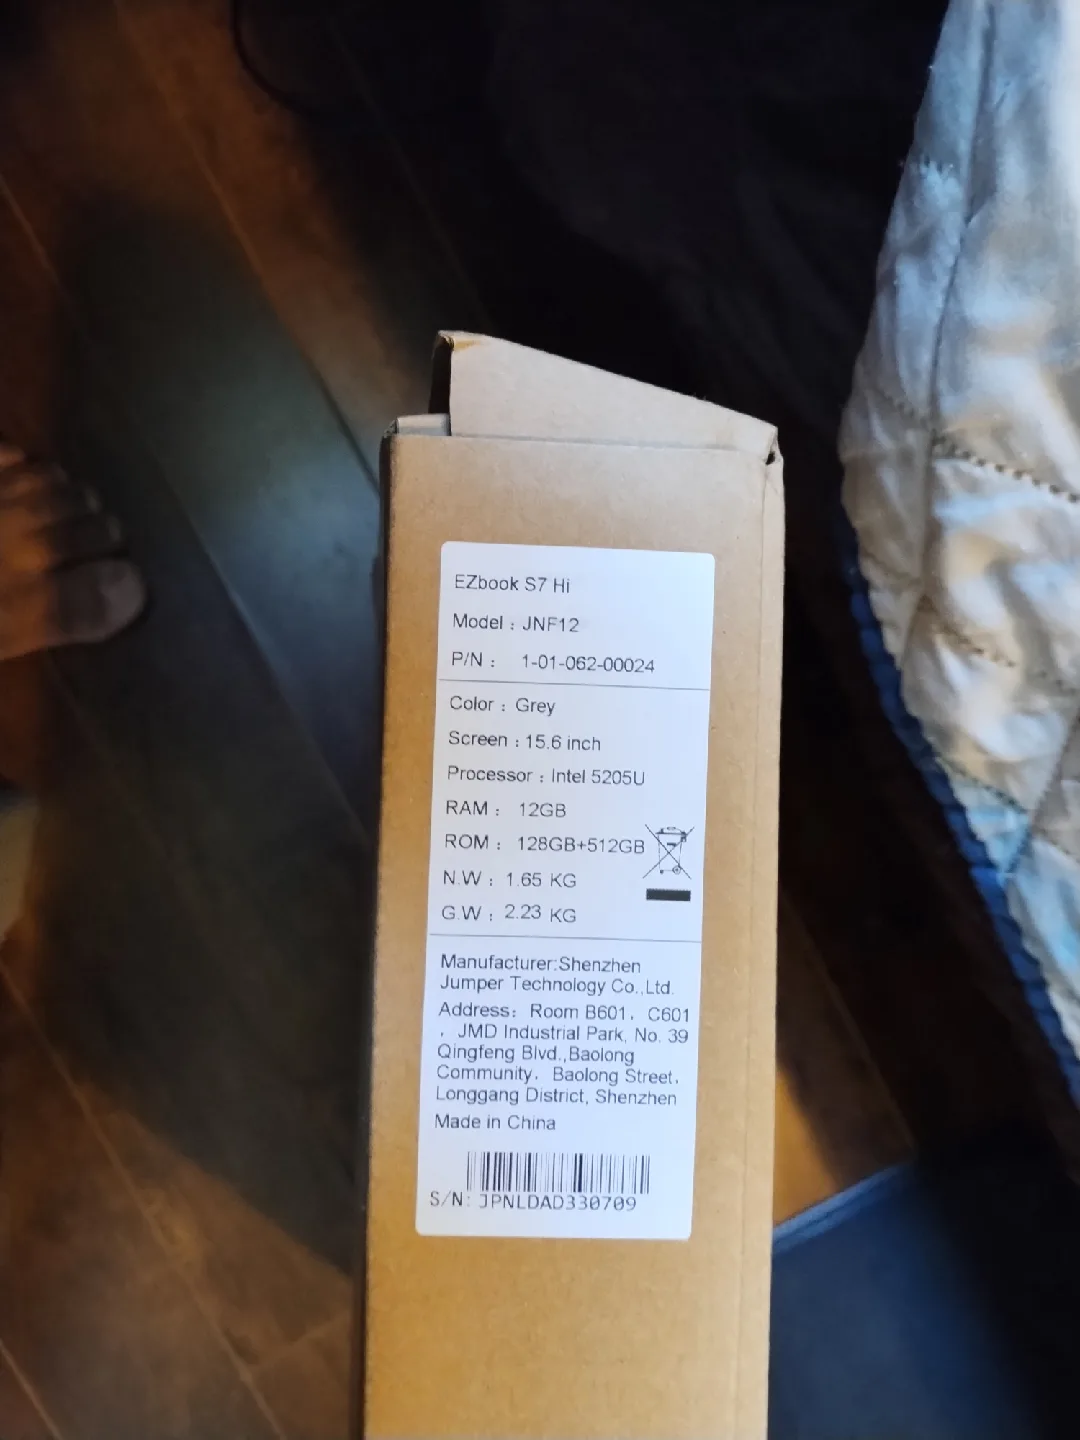 EZbook S7 Hi
Model : JNF12
P/N : 1-01-062-00024
Color : Grey
Screen : 15.6 inch
Processor : Intel 5205U
RAM : 12GB
ROM : 128GB+512GB
N.W : 1.65 KG
G.W : 2.23 KG
Manufacturer:Shenzhen
Jumper Technology Co.,Ltd.
Address: Room B601, C601
, JMD Industrial Park, No. 39
Qingfeng Blvd.,Baolong
Community, Baolong Street,
Longgang District, Shenzhen
Made in China
S/N: JPNLDAD330709